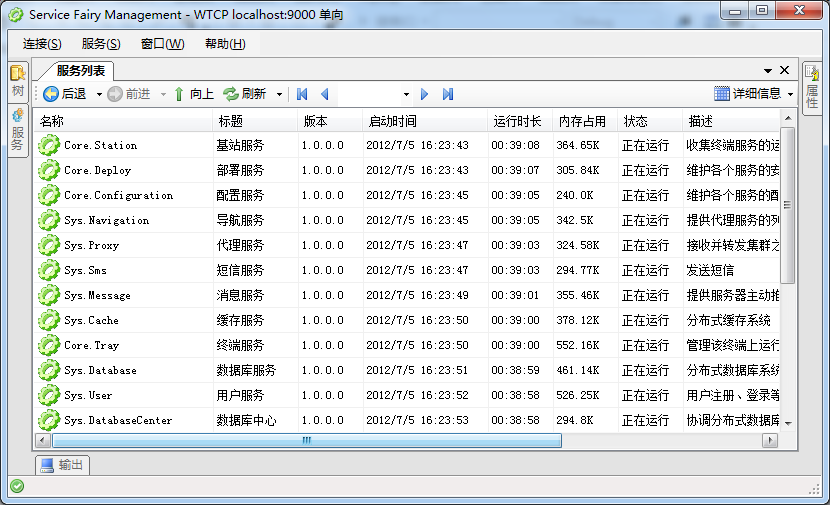 Service Fairy Management - WTCP localhost:9000 单向
连接(S) 服务(S) 窗口(W) 帮助(H)
树
服务
服务列表
属性
后退 前进 向上 刷新 详细信息
名称 标题 版本 启动时间 运行时长 内存占用 状态 描述
Core.Station 基站服务 1.0.0.0 2012/7/5 16:23:43 00:39:08 364.65K 正在运行 收集终端服务的运
Core.Deploy 部署服务 1.0.0.0 2012/7/5 16:23:43 00:39:07 305.84K 正在运行 维护各个服务的安
Core.Configuration 配置服务 1.0.0.0 2012/7/5 16:23:45 00:39:05 240.0K 正在运行 维护各个服务的配
Sys.Navigation 导航服务 1.0.0.0 2012/7/5 16:23:45 00:39:05 342.5K 正在运行 提供代理服务的列
Sys.Proxy 代理服务 1.0.0.0 2012/7/5 16:23:47 00:39:03 324.58K 正在运行 接收并转发集群之
Sys.Sms 短信服务 1.0.0.0 2012/7/5 16:23:47 00:39:03 294.77K 正在运行 发送短信
Sys.Message 消息服务 1.0.0.0 2012/7/5 16:23:49 00:39:01 355.46K 正在运行 提供服务器主动推
Sys.Cache 缓存服务 1.0.0.0 2012/7/5 16:23:50 00:39:00 378.12K 正在运行 分布式缓存系统
Core.Tray 终端服务 1.0.0.0 2012/7/5 16:23:50 00:39:00 552.16K 正在运行 管理该终端上运行
Sys.Database 数据库服务 1.0.0.0 2012/7/5 16:23:51 00:38:59 461.14K 正在运行 分布式数据库系统
Sys.User 用户服务 1.0.0.0 2012/7/5 16:23:52 00:38:58 526.25K 正在运行 用户注册、登录等
Sys.DatabaseCenter 数据库中心 1.0.0.0 2012/7/5 16:23:53 00:38:58 294.8K 正在运行 协调分布式数据库
输出